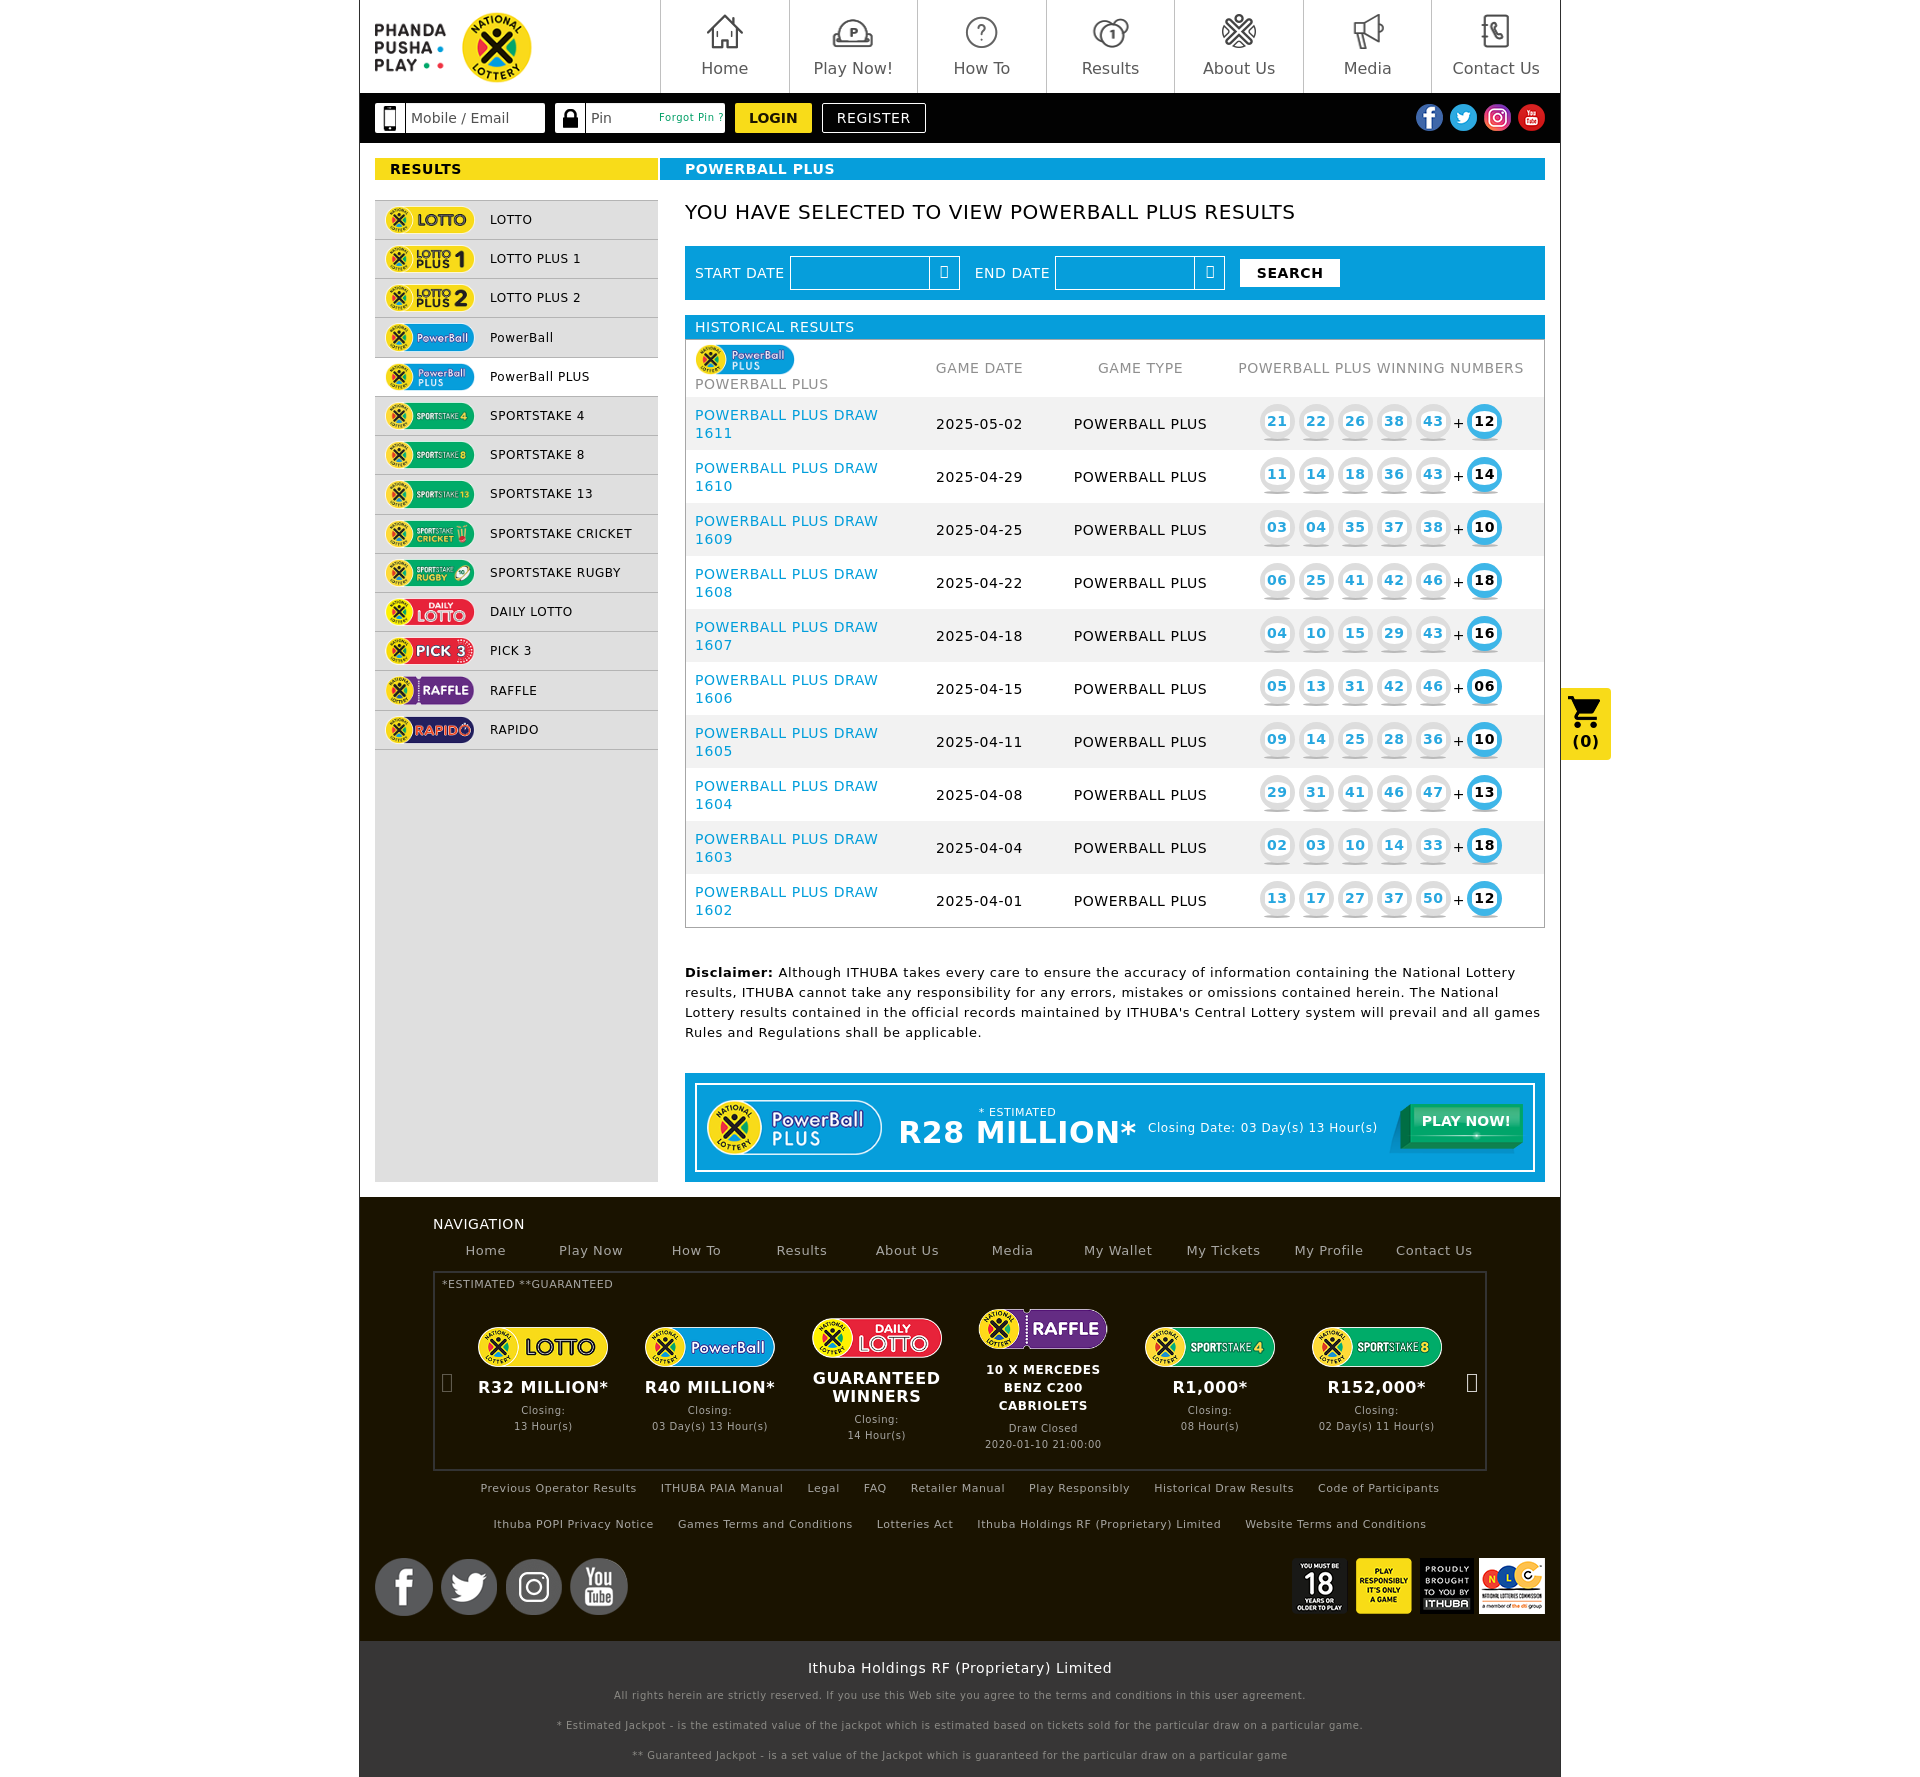 PHANDA
PUSHA
PLAY
NATIONAL
LOTTERY
Home
Play Now!
How To
Results
About Us
Media
Contact Us
Mobile / Email
Pin
Forgot Pin ?
LOGIN
REGISTER
RESULTS
POWERBALL PLUS
LOTTO
LOTTO
LOTTO PLUS 1
LOTTO PLUS 1
LOTTO PLUS 2
LOTTO PLUS 2
PowerBall
PowerBall
PowerBall PLUS
PowerBall PLUS
SPORTSTAKE 4
SPORTSTAKE 4
SPORTSTAKE 8
SPORTSTAKE 8
SPORTSTAKE 13
SPORTSTAKE 13
SPORTSTAKE CRICKET
SPORTSTAKE CRICKET
SPORTSTAKE RUGBY
SPORTSTAKE RUGBY
DAILY LOTTO
DAILY LOTTO
PICK 3
PICK 3
RAFFLE
RAFFLE
RAPIDO
RAPIDO
YOU HAVE SELECTED TO VIEW POWERBALL PLUS RESULTS
START DATE
END DATE
SEARCH
HISTORICAL RESULTS
PowerBall PLUS
POWERBALL PLUS
GAME DATE
GAME TYPE
POWERBALL PLUS WINNING NUMBERS
POWERBALL PLUS DRAW 1611 2025-05-02 POWERBALL PLUS 21 22 26 38 43 + 12
POWERBALL PLUS DRAW 1610 2025-04-29 POWERBALL PLUS 11 14 18 36 43 + 14
POWERBALL PLUS DRAW 1609 2025-04-25 POWERBALL PLUS 03 04 35 37 38 + 10
POWERBALL PLUS DRAW 1608 2025-04-22 POWERBALL PLUS 06 25 41 42 46 + 18
POWERBALL PLUS DRAW 1607 2025-04-18 POWERBALL PLUS 04 10 15 29 43 + 16
POWERBALL PLUS DRAW 1606 2025-04-15 POWERBALL PLUS 05 13 31 42 46 + 06
POWERBALL PLUS DRAW 1605 2025-04-11 POWERBALL PLUS 09 14 25 28 36 + 10
POWERBALL PLUS DRAW 1604 2025-04-08 POWERBALL PLUS 29 31 41 46 47 + 13
POWERBALL PLUS DRAW 1603 2025-04-04 POWERBALL PLUS 02 03 10 14 33 + 18
POWERBALL PLUS DRAW 1602 2025-04-01 POWERBALL PLUS 13 17 27 37 50 + 12
(0)
Disclaimer: Although ITHUBA takes every care to ensure the accuracy of information containing the National Lottery
results, ITHUBA cannot take any responsibility for any errors, mistakes or omissions contained herein. The National
Lottery results contained in the official records maintained by ITHUBA's Central Lottery system will prevail and all games
Rules and Regulations shall be applicable.
NATIONAL LOTTERY
PowerBall
PLUS
* ESTIMATED
R28 MILLION*
Closing Date: 03 Day(s) 13 Hour(s)
PLAY NOW!
NAVIGATION
Home
Play Now
How To
Results
About Us
Media
My Wallet
My Tickets
My Profile
Contact Us
*ESTIMATED **GUARANTEED
LOTTO
R32 MILLION*
Closing:
13 Hour(s)
PowerBall
R40 MILLION*
Closing:
03 Day(s) 13 Hour(s)
DAILY LOTTO
GUARANTEED
WINNERS
Closing:
14 Hour(s)
RAFFLE
10 X MERCEDES
BENZ C200
CABRIOLETS
Draw Closed
2020-01-10 21:00:00
SPORTSTAKE 4
R1,000*
Closing:
08 Hour(s)
SPORTSTAKE 8
R152,000*
Closing:
02 Day(s) 11 Hour(s)
Previous Operator Results
ITHUBA PAIA Manual
Legal
FAQ
Retailer Manual
Play Responsibly
Historical Draw Results
Code of Participants
Ithuba POPI Privacy Notice
Games Terms and Conditions
Lotteries Act
Ithuba Holdings RF (Proprietary) Limited
Website Terms and Conditions
You Tube
YOU MUST BE
18
YEARS OR
OLDER TO PLAY
PLAY
RESPONSIBLY
IT'S ONLY
A GAME
PROUDLY
BROUGHT
TO YOU BY
ITHUBA
NLC
NATIONAL LOTTERIES COMMISSION
a member of the dti group
Ithuba Holdings RF (Proprietary) Limited
All rights herein are strictly reserved. If you use this Web site you agree to the terms and conditions in this user agreement.
* Estimated Jackpot - is the estimated value of the jackpot which is estimated based on tickets sold for the particular draw on a particular game.
** Guaranteed Jackpot - is a set value of the Jackpot which is guaranteed for the particular draw on a particular game